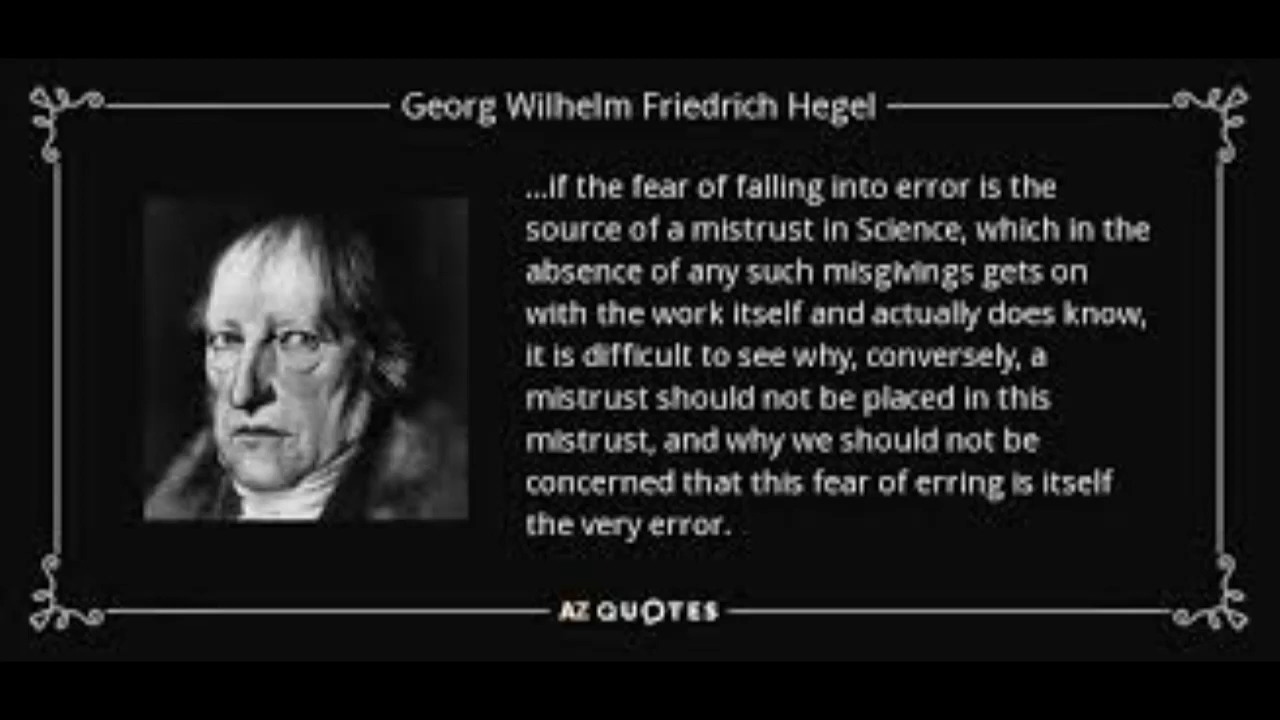 Georg Wilhelm Friedrich Hegel
...if the fear of falling into error is the
source of a mistrust in Science, which in the
absence of any such misgivings gets on
with the work itself and actually does know,
it is difficult to see why, conversely, a
mistrust should not be placed in this
mistrust, and why we should not be
concerned that this fear of erring is itself
the very error.
AZ QUOTES